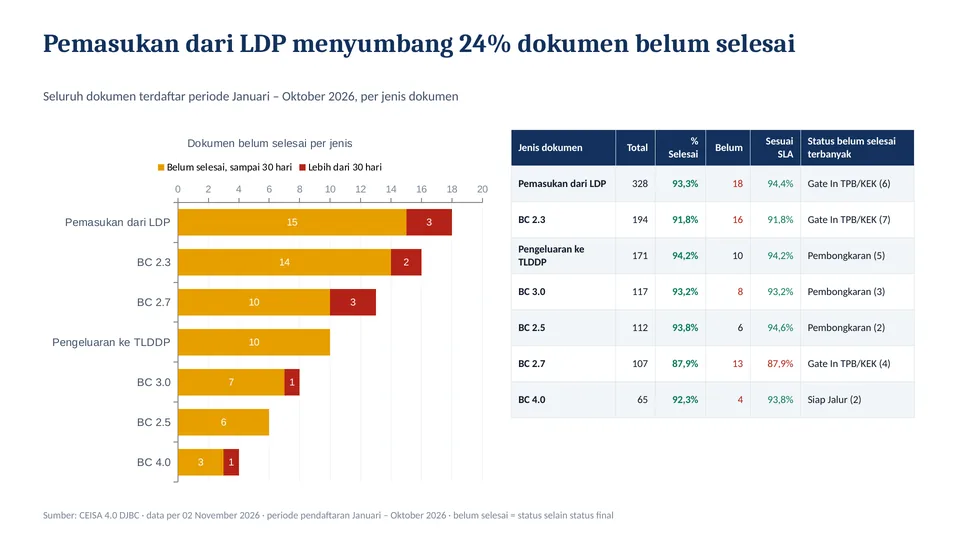 Pemasukan dari LDP menyumbang 24% dokumen belum selesai
Seluruh dokumen terdaftar periode Januari – Oktober 2026, per jenis dokumen
Dokumen belum selesai per jenis
Belum selesai, sampai 30 hari Lebih dari 30 hari
0 2 4 6 8 10 12 14 16 18 20
Pemasukan dari LDP 15 3
BC 2.3 14 2
BC 2.7 10 3
Pengeluaran ke TLDDP 10
BC 3.0 7 1
BC 2.5 6
BC 4.0 3 1
Jenis dokumen Total % Selesai Belum Sesuai SLA Status belum selesai terbanyak
Pemasukan dari LDP 328 93,3% 18 94,4% Gate In TPB/KEK (6)
BC 2.3 194 91,8% 16 91,8% Gate In TPB/KEK (7)
Pengeluaran ke TLDDP 171 94,2% 10 94,2% Pembongkaran (5)
BC 3.0 117 93,2% 8 93,2% Pembongkaran (3)
BC 2.5 112 93,8% 6 94,6% Pembongkaran (2)
BC 2.7 107 87,9% 13 87,9% Gate In TPB/KEK (4)
BC 4.0 65 92,3% 4 93,8% Siap Jalur (2)
Sumber: CEISA 4.0 DJBC · data per 02 November 2026 · periode pendaftaran Januari – Oktober 2026 · belum selesai = status selain status final